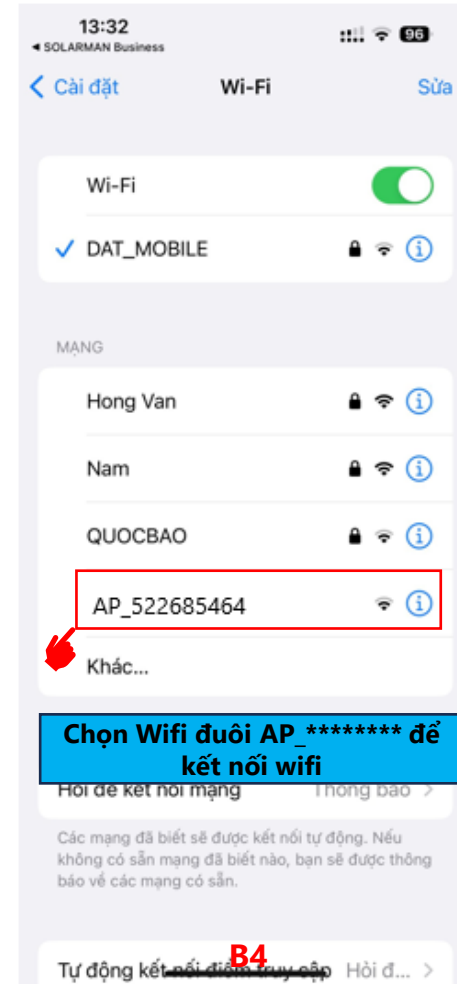 13:32
96
◀ SOLARMAN Business
Cài đặt
Wi-Fi
Sửa
Wi-Fi
DAT_MOBILE
MẠNG
Hong Van
Nam
QUOCBAO
AP_522685464
Khác...
Chọn Wifi đuôi AP_******** để
kết nối wifi
Hỏi để kết nối mạng
Thông báo >
Các mạng đã biết sẽ được kết nối tự động. Nếu
không có sẵn mạng đã biết nào, bạn sẽ được thông
báo về các mạng có sẵn.
B4
Tự động kết nối điểm truy cập
Hỏi đ... >